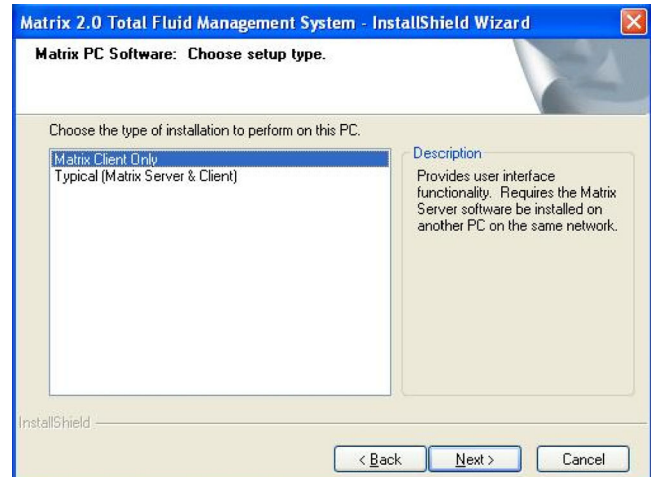 Matrix 2.0 Total Fluid Management System - InstallShield Wizard
Matrix PC Software: Choose setup type.
Choose the type of installation to perform on this PC.
Matrix Client Only
Typical (Matrix Server & Client)
Description
Provides user interface
functionality. Requires the Matrix
Server software be installed on
another PC on the same network.
InstallShield
< Back
Next >
Cancel